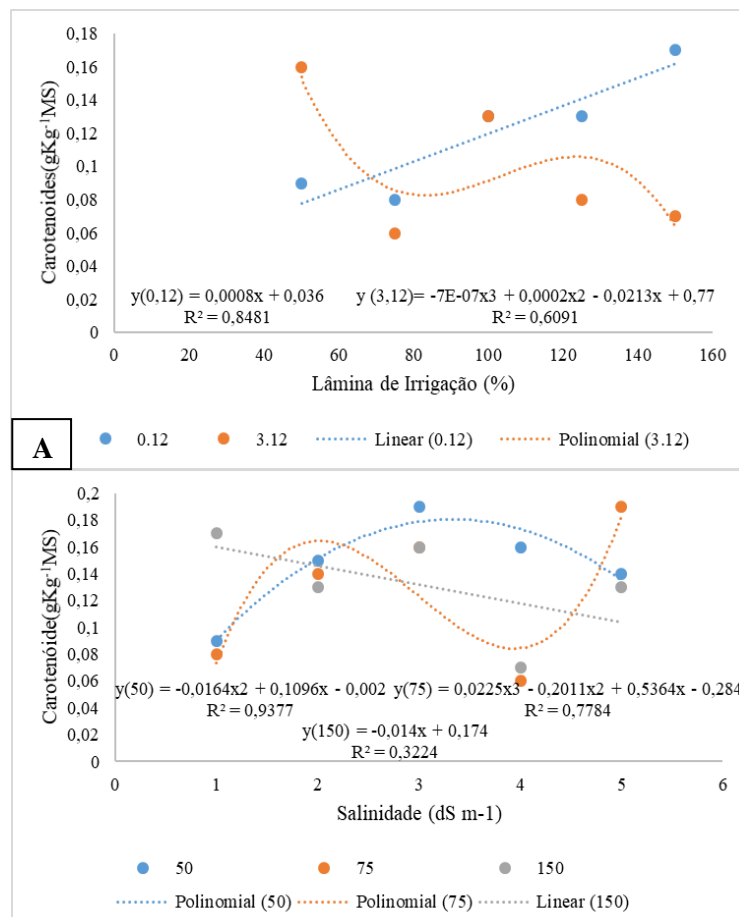 0,18
0,16
0,14
0,12
0,1
0,08
0,06
0,04
0,02
0
Carotenoides(gKg-¹MS)
y(0,12) = 0,0008x + 0,036
R² = 0,8481
y (3,12)= -7E-07x3 + 0,0002x2 - 0,0213x + 0,77
R² = 0,6091
0 20 40 60 80 100 120 140 160
Lâmina de Irrigação (%)
0.12 3.12 Linear (0.12) Polinomial (3.12)
A
0,2
0,18
0,16
0,14
0,12
0,1
0,08
0,06
0,04
0,02
0
Carotenóide(gKg-¹MS)
y(50) = -0,0164x2 + 0,1096x - 0,002
R² = 0,9377
y(75) = 0,0225x3 - 0,2011x2 + 0,5364x - 0,284
R² = 0,7784
y(150) = -0,014x + 0,174
R² = 0,3224
0 1 2 3 4 5 6
Salinidade (dS m-1)
50 75 150
Polinomial (50) Polinomial (75) Linear (150)